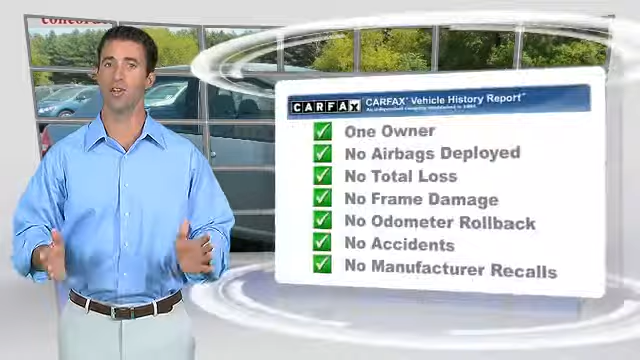 CARFAX CARFAX Vehicle History Report™
One Owner
No Airbags Deployed
No Total Loss
No Frame Damage
No Odometer Rollback
No Accidents
No Manufacturer Recalls